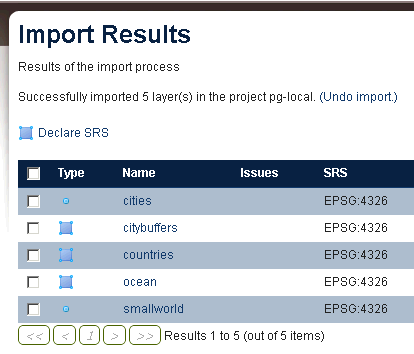 Import Results
Results of the import process
Successfully imported 5 layer(s) in the project pg-local. (Undo import.)
Declare SRS
Type Name Issues SRS
cities EPSG:4326
citybuffers EPSG:4326
countries EPSG:4326
ocean EPSG:4326
smallworld EPSG:4326
<< < 1 > >> Results 1 to 5 (out of 5 items)